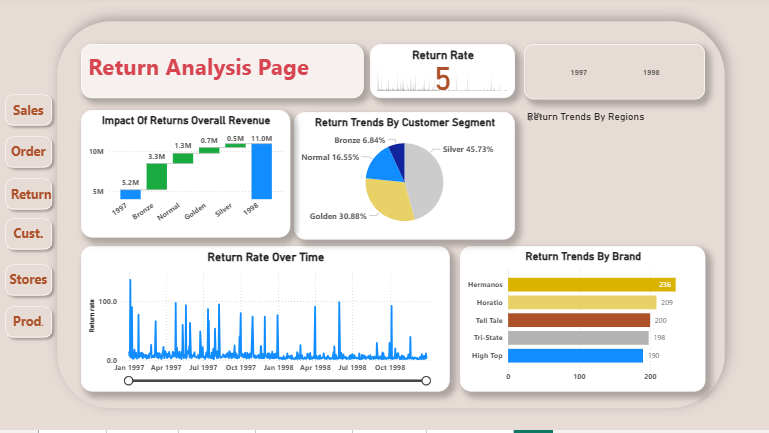 Return Analysis Page
Return Rate
5
1997 1998
Return Trends By Regions
Sales
Order
Return
Cust.
Stores
Prod.
Impact Of Returns Overall Revenue
10M
5M
5.2M
3.3M
1.3M
0.7M
0.5M
11.0M
1997
Bronze
Normal
Golden
Silver
1998
Return Trends By Customer Segment
Bronze 6.84%
Normal 16.55%
Silver 45.73%
Golden 30.88%
Return Rate Over Time
Return rate
100.0
0.0
Jan 1997 Apr 1997 Jul 1997 Oct 1997 Jan 1998 Apr 1998 Jul 1998 Oct 1998
Return Trends By Brand
Hermanos 236
Horatio 209
Tell Tale 200
Tri-State 198
High Top 190
0 100 200